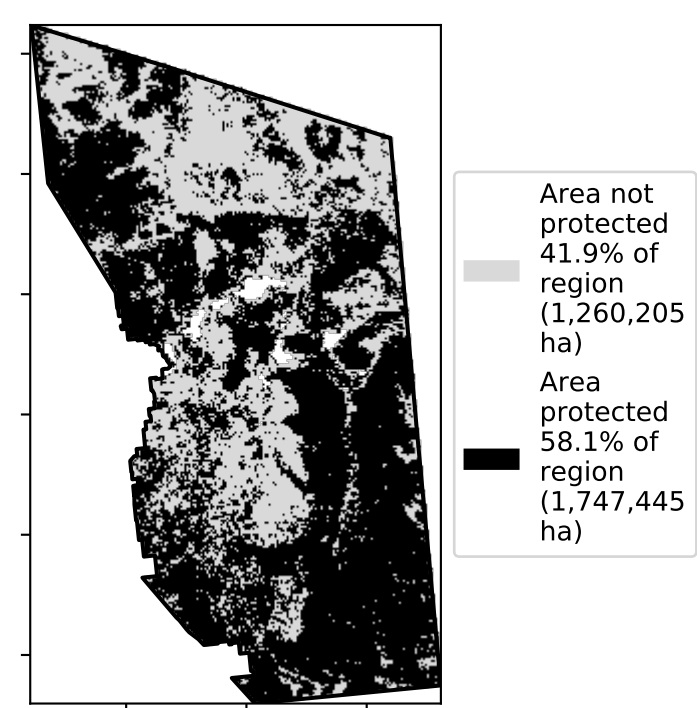 Area not
protected
41.9% of
region
(1,260,205
ha)
Area
protected
58.1% of
region
(1,747,445
ha)